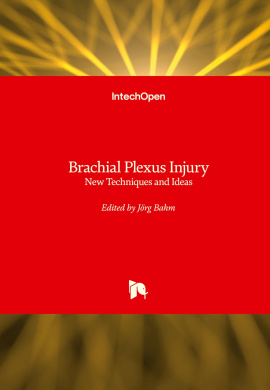 IntechOpen
Brachial Plexus Injury
New Techniques and Ideas
Edited by Jörg Bahm